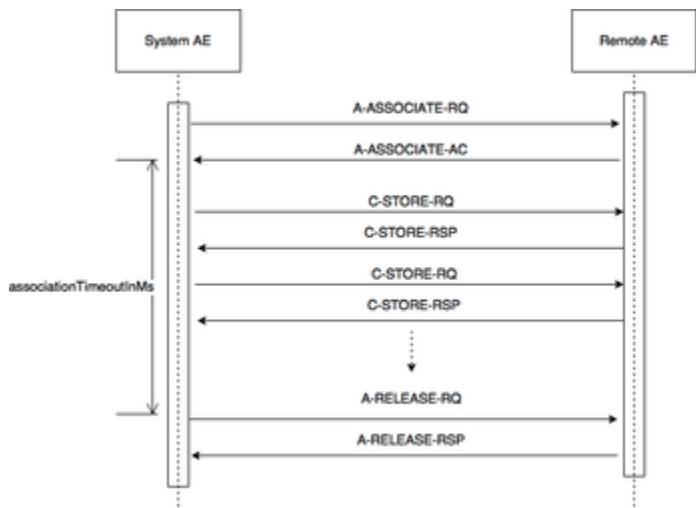 System AE
Remote AE
A-ASSOCIATE-RQ
A-ASSOCIATE-AC
C-STORE-RQ
C-STORE-RSP
C-STORE-RQ
associationTimeoutInMs
C-STORE-RSP
A-RELEASE-RQ
A-RELEASE-RSP